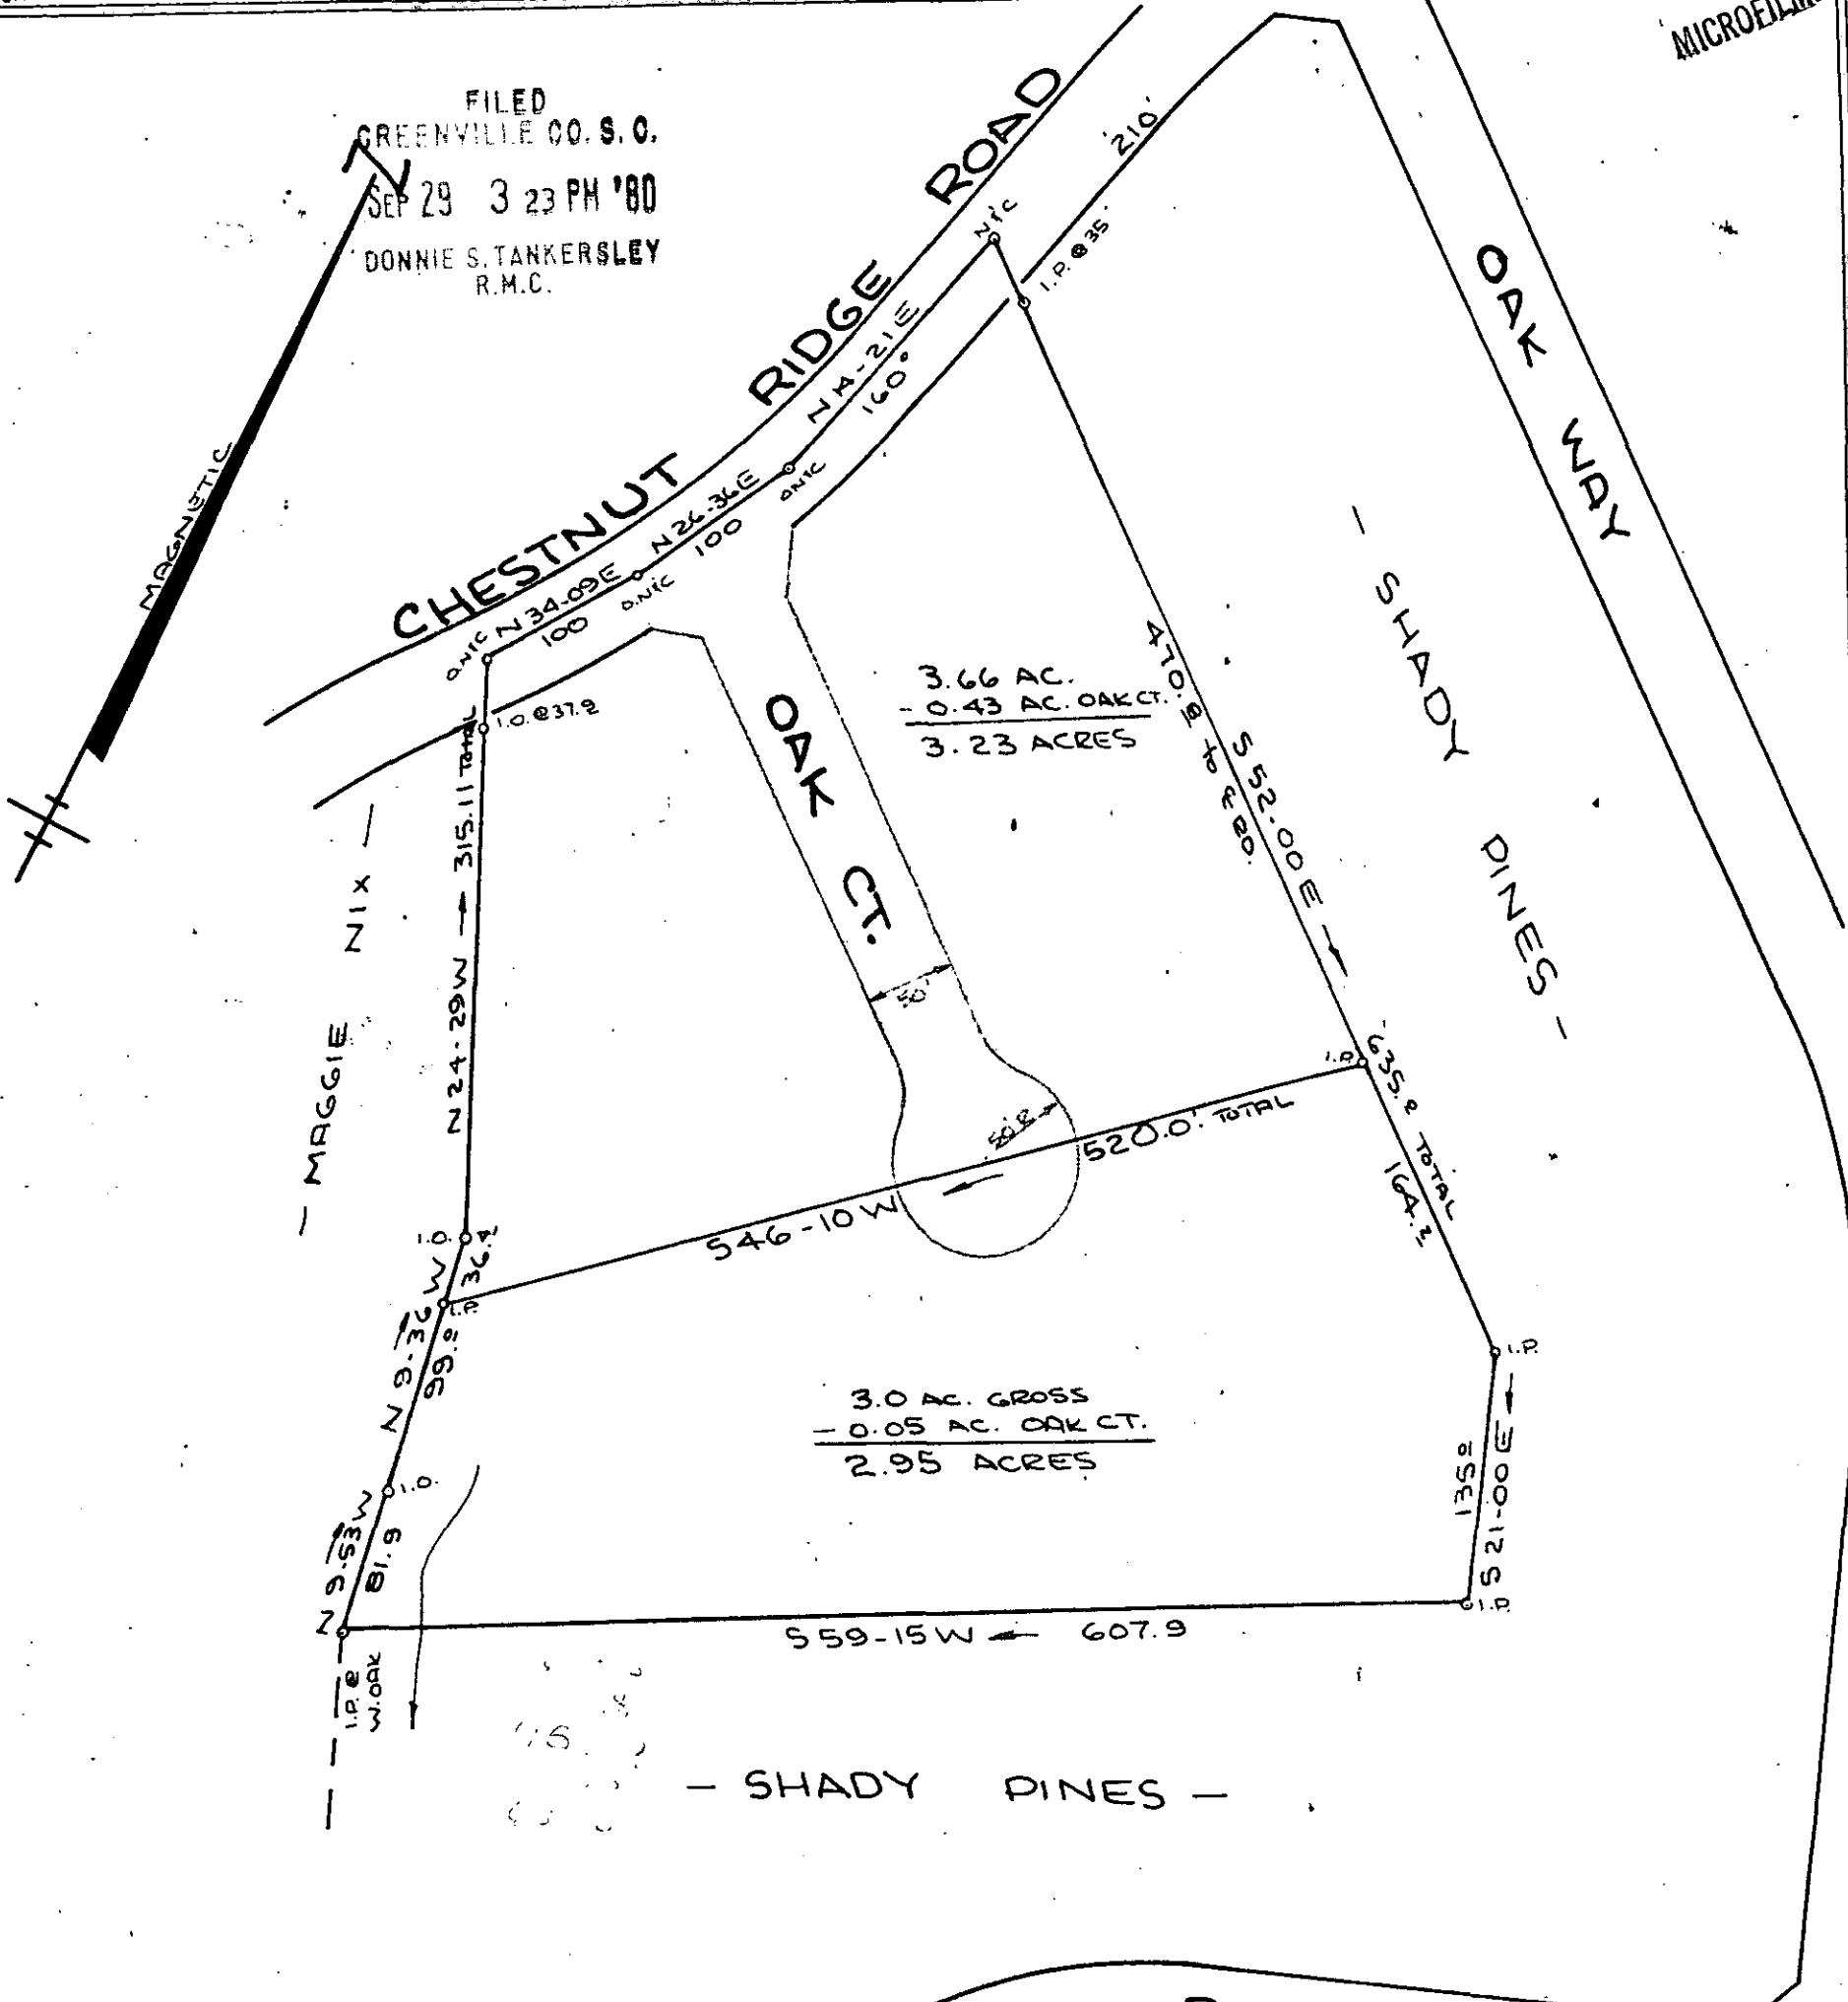 FILED
GREENVILLE CO. S. C.
SEP 29 3 23 PM '80
DONNIE S. TANKERSLEY
R.M.C.
N
MAGNETIC
CHESTNUT RIDGE ROAD
210'
N&C
I.P. @ 35'
160°
N 26-36 E
100
O.N&C
N 34-09 E
100
O.N&C
O.N&C
I.O. @ 37.2
OAK WAY
- SHADY PINES -
OAK CT.
3.66 AC.
- 0.43 AC. OAK CT.
3.23 ACRES
470.8 to ℄ RD.
S 52-00 E
635.2 TOTAL
164.2
I.P.
N 24-29 W 315.11 TOTAL
- MAGGIE NIX -
50'
50'R
S 46-10 W
520.0' TOTAL
I.O.
36.4
N 9-36 W
99.0
I.P.
I.O.
N 9-53 W
81.9
I.P. @
W.OAK
3.0 AC. GROSS
- 0.05 AC. OAK CT.
2.95 ACRES
I.P.
S 21-00 E
135.0
I.P.
S 59-15 W
607.9
- SHADY PINES -